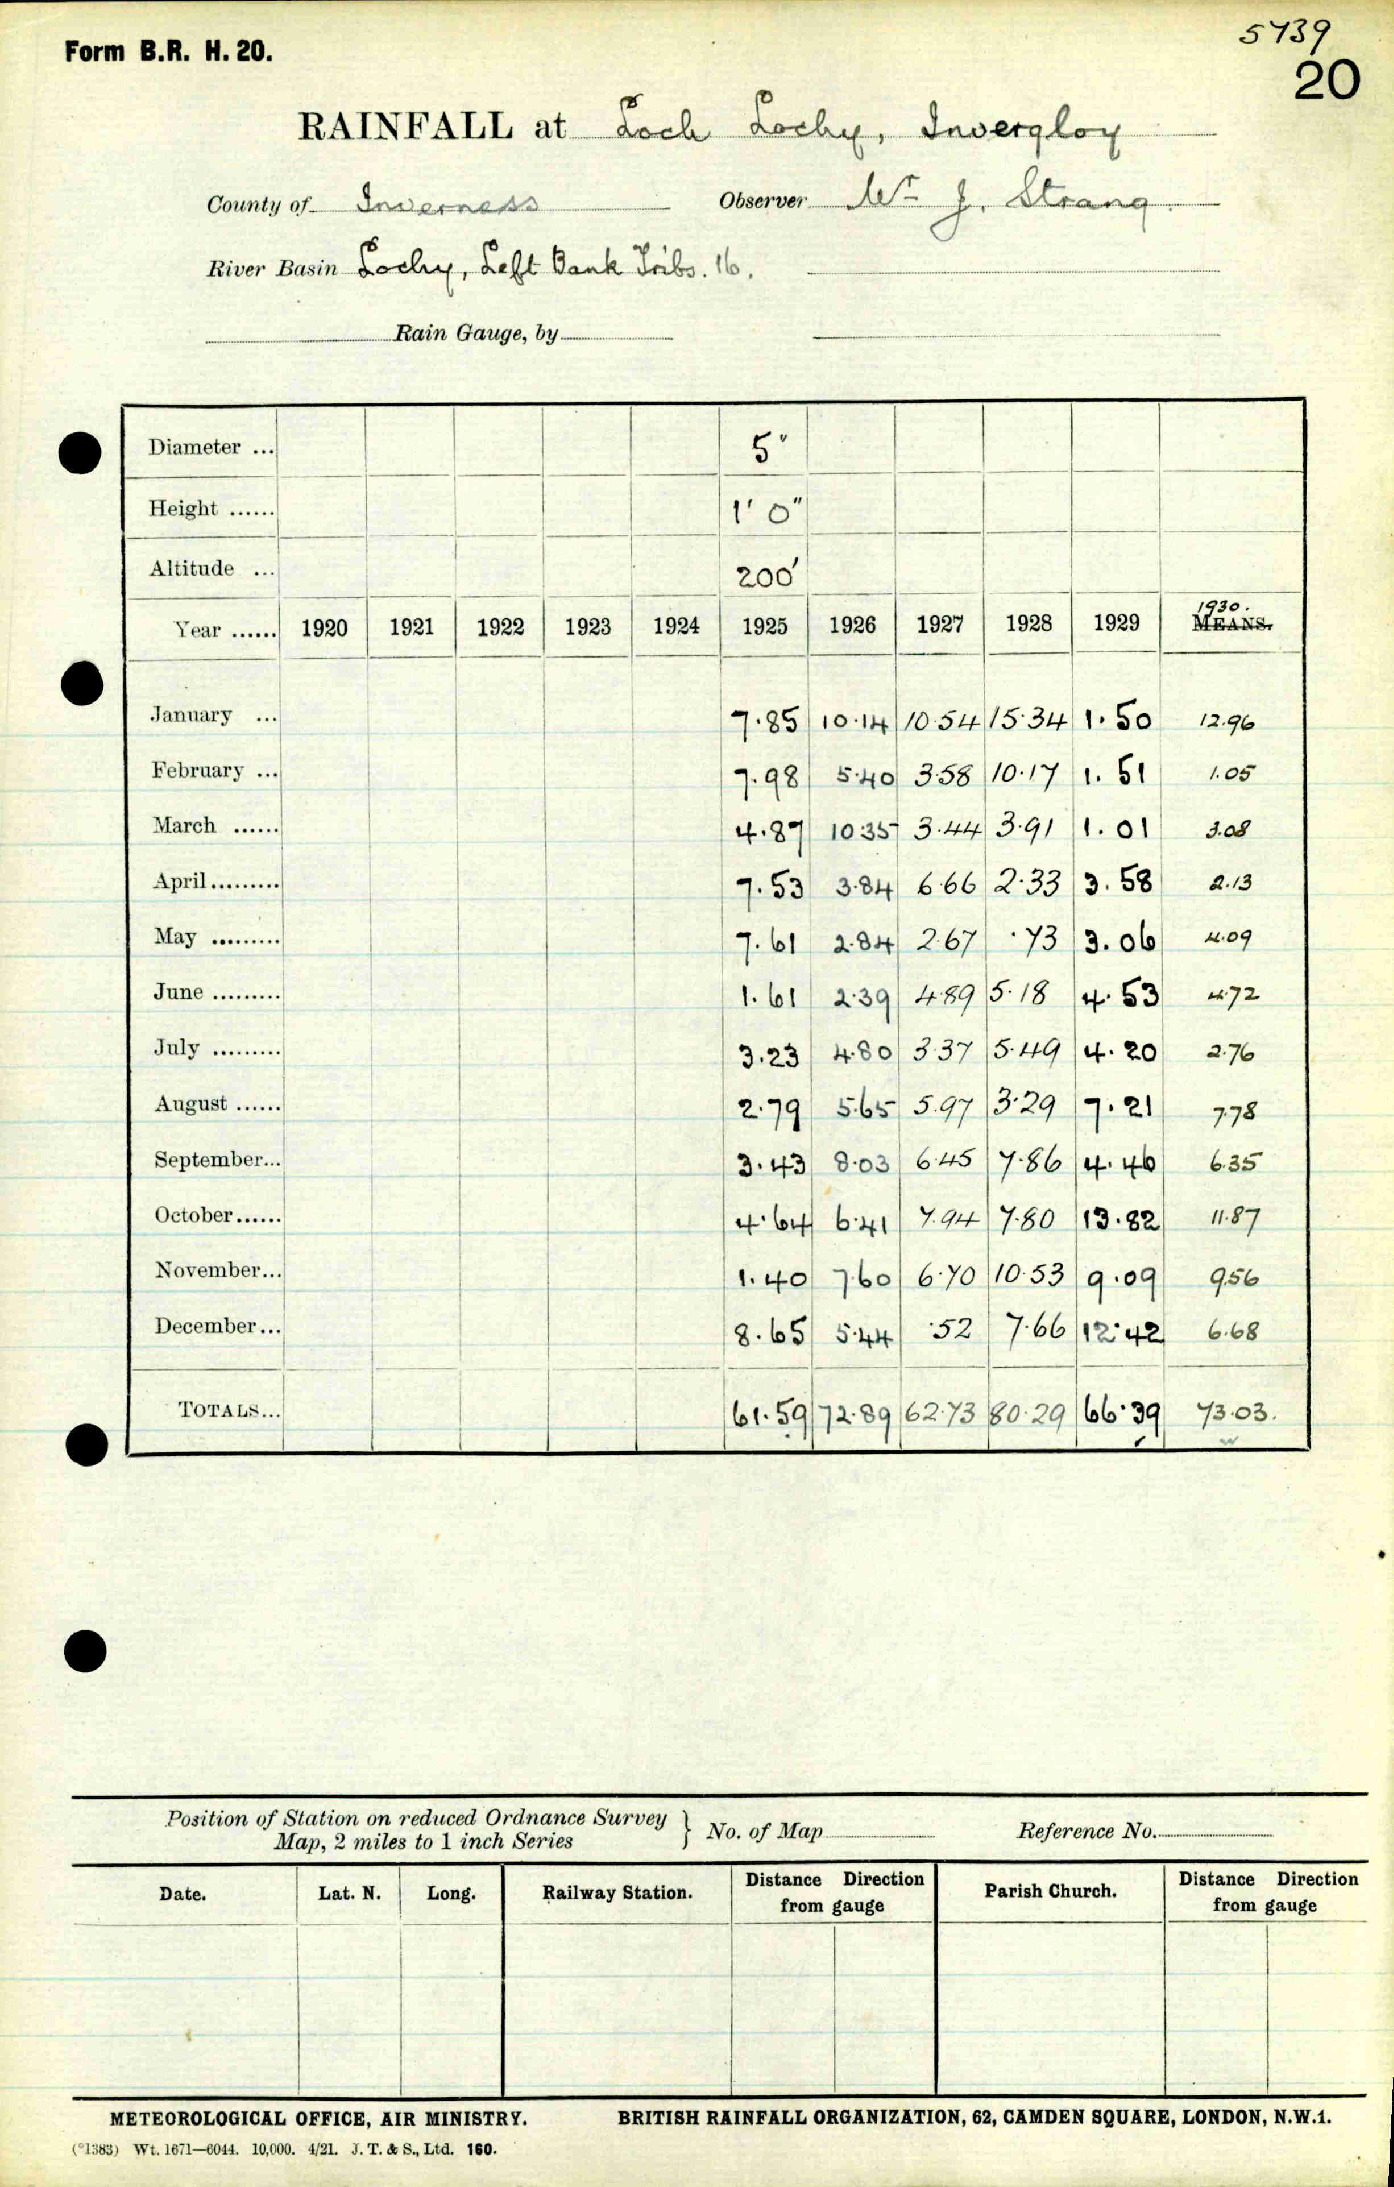 5739
Form B.R. H. 20.
20
RAINFALL at Loch Lochy, Invergloy
County of Inverness Observer Mr J. Strang.
River Basin Lochy, Left Bank Tribs. 16.
Rain Gauge, by
Diameter ... 5"
Height ...... 1' 0"
Altitude ... 200'
1930.
Year ...... 1920 1921 1922 1923 1924 1925 1926 1927 1928 1929 MEANS.
January ... 7.85 10.14 10.54 15.34 1.50 12.96
February ... 7.98 5.40 3.58 10.17 1.51 1.05
March ...... 4.87 10.35 3.44 3.91 1.01 3.08
April......... 7.53 3.84 6.66 2.33 3.58 2.13
May ......... 7.61 2.84 2.67 .73 3.06 4.09
June ......... 1.61 2.39 4.89 5.18 4.53 4.72
July ......... 3.23 4.80 3.37 5.49 4.20 2.76
August ...... 2.79 5.65 5.97 3.29 7.21 7.78
September... 3.43 8.03 6.45 7.86 4.46 6.35
October...... 4.64 6.41 7.94 7.80 13.82 11.87
November... 1.40 7.60 6.70 10.53 9.09 9.56
December... 8.65 5.44 .52 7.66 12.42 6.68
TOTALS... 61.59 72.89 62.73 80.29 66.39 73.03.
Position of Station on reduced Ordnance Survey
Map, 2 miles to 1 inch Series } No. of Map Reference No.
Date. Lat. N. Long. Railway Station. Distance Direction from gauge Parish Church. Distance Direction from gauge
METEOROLOGICAL OFFICE, AIR MINISTRY. BRITISH RAINFALL ORGANIZATION, 62, CAMDEN SQUARE, LONDON, N.W.1.
(°1383) Wt. 1671—6044. 10,000. 4/21. J. T. & S., Ltd. 160.